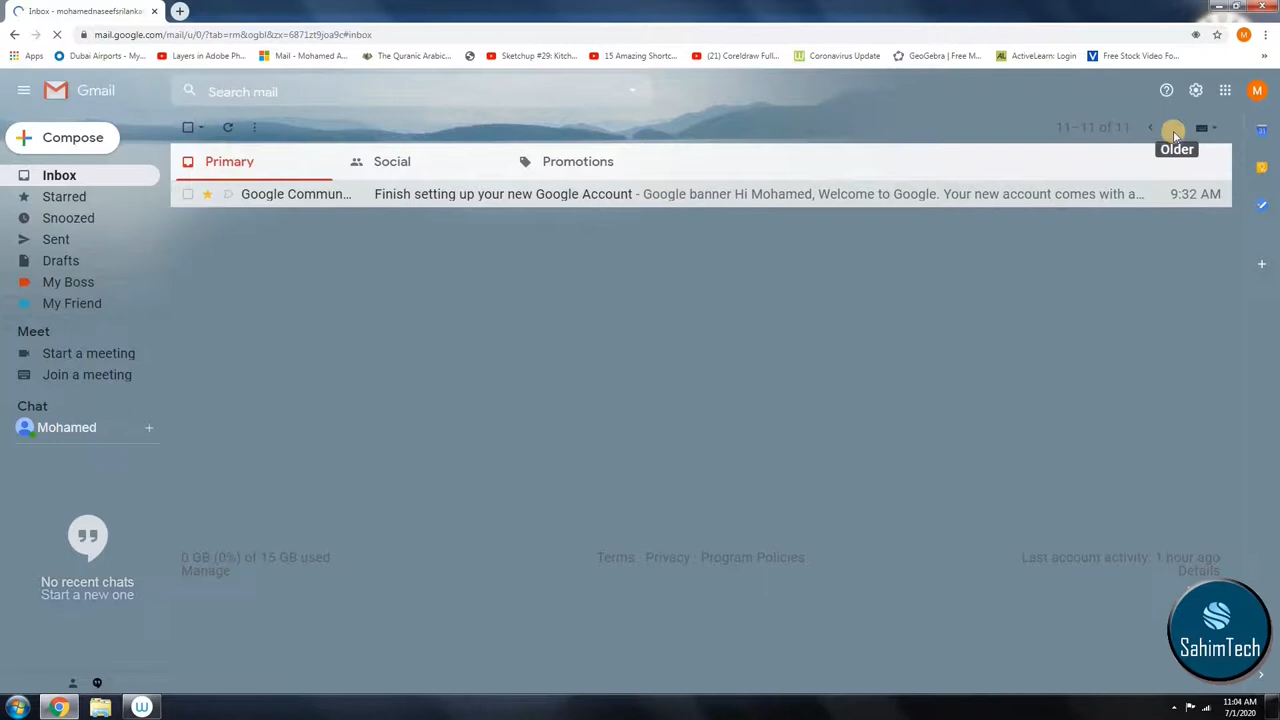 Inbox - mohamednaseefsrilank
mail.google.com/mail/u/0/?tab=rm&ogbl&zx=6871zt9joa9c#inbox
M
Apps
Dubai Airports - My...
Layers in Adobe Ph...
Mail - Mohamed A...
The Quranic Arabic...
Sketchup #29: Kitch...
15 Amazing Shortc...
(21) Coreldraw Full...
Coronavirus Update
GeoGebra | Free M...
ActiveLearn: Login
Free Stock Video Fo...
Gmail
Search mail
M
Compose
11–11 of 11
Older
Inbox
Primary
Social
Promotions
Starred
Google Commun...
Finish setting up your new Google Account - Google banner Hi Mohamed, Welcome to Google. Your new account comes with a...
9:32 AM
Snoozed
Sent
Drafts
My Boss
My Friend
Meet
Start a meeting
Join a meeting
Chat
Mohamed
No recent chats
Start a new one
0 GB (0%) of 15 GB used
Manage
Terms · Privacy · Program Policies
Last account activity: 1 hour ago
Details
SahimTech
11:04 AM
7/1/2020